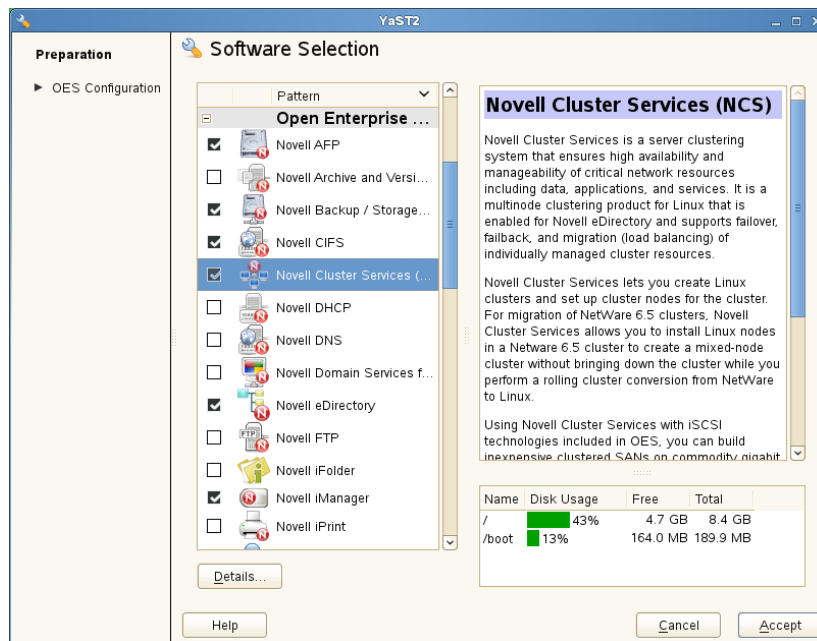 YaST2
Preparation
OES Configuration
Software Selection
Pattern
Open Enterprise ...
Novell AFP
Novell Archive and Versi...
Novell Backup / Storage...
Novell CIFS
Novell Cluster Services (...
Novell DHCP
Novell DNS
Novell Domain Services f...
Novell eDirectory
Novell FTP
Novell iFolder
Novell iManager
Novell iPrint
Details...
Novell Cluster Services (NCS)
Novell Cluster Services is a server clustering
system that ensures high availability and
manageability of critical network resources
including data, applications, and services. It is a
multinode clustering product for Linux that is
enabled for Novell eDirectory and supports failover,
failback, and migration (load balancing) of
individually managed cluster resources.
Novell Cluster Services lets you create Linux
clusters and set up cluster nodes for the cluster.
For migration of NetWare 6.5 clusters, Novell
Cluster Services allows you to install Linux nodes
in a Netware 6.5 cluster to create a mixed-node
cluster without bringing down the cluster while you
perform a rolling cluster conversion from NetWare
to Linux.
Using Novell Cluster Services with iSCSI
technologies included in OES, you can build
inexpensive clustered SANs on commodity gigabit
Name Disk Usage Free Total
/ 43% 4.7 GB 8.4 GB
/boot 13% 164.0 MB 189.9 MB
Help
Cancel
Accept